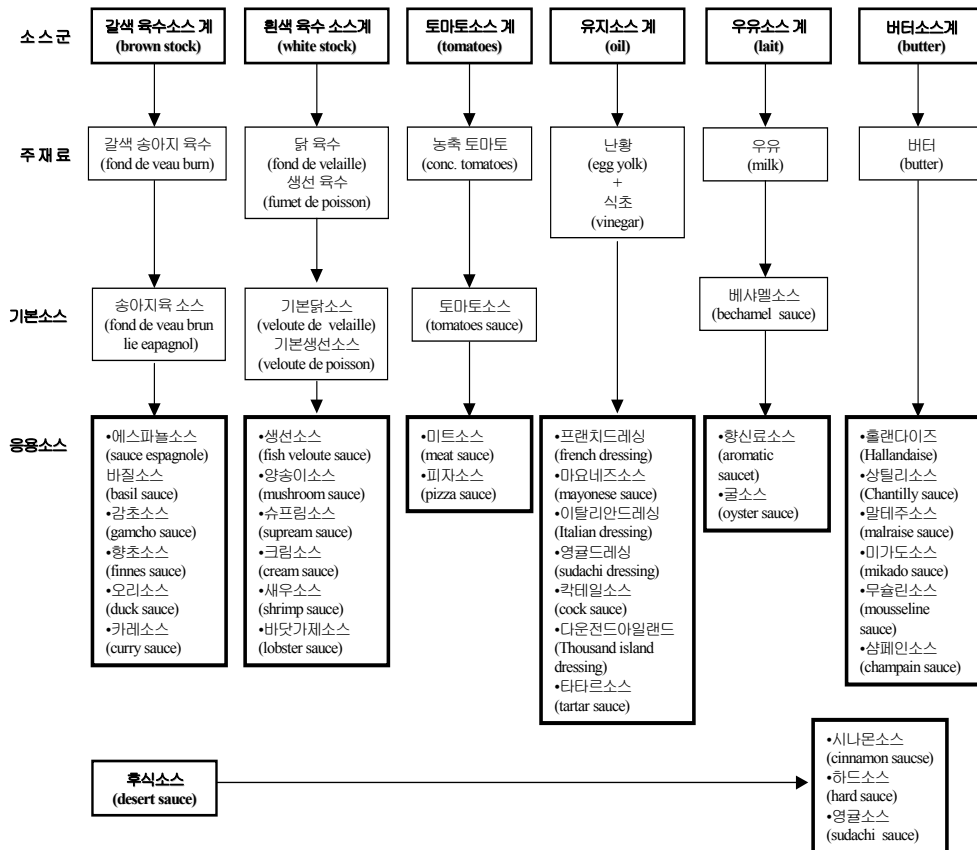 소 스 군
갈색 육수소스 계
(brown stock)
흰색 육수 소스계
(white stock)
토마토소스 계
(tomatoes)
유지소스 계
(oil)
우유소스 계
(lait)
버터소스계
(butter)
주 재 료
갈색 송아지 육수
(fond de veau burn)
닭 육수
(fond de velaille)
생선 육수
(fumet de poisson)
농축 토마토
(conc. tomatoes)
난황
(egg yolk)
+
식초
(vinegar)
우유
(milk)
버터
(butter)
기본소스
송아지육 소스
(fond de veau brun
lie eapagnol)
기본닭소스
(veloute de velaille)
기본생선소스
(veloute de poisson)
토마토소스
(tomatoes sauce)
베샤멜소스
(bechamel sauce)
응용소스
•에스파뇰소스
(sauce espagnole)
바질소스
(basil sauce)
•감초소스
(gamcho sauce)
•향초소스
(finnes sauce)
•오리소스
(duck sauce)
•카레소스
(curry sauce)
•생선소스
(fish veloute sauce)
•양송이소스
(mushroom sauce)
•슈프림소스
(supream sauce)
•크림소스
(cream sauce)
•새우소스
(shrimp sauce)
•바닷가제소스
(lobster sauce)
•미트소스
(meat sauce)
•피자소스
(pizza sauce)
•프랜치드레싱
(french dressing)
•마요네즈소스
(mayonese sauce)
•이탈리안드레싱
(Italian dressing)
•영귤드레싱
(sudachi dressing)
•칵테일소스
(cock sauce)
•다운전드아일랜드
(Thousand island
dressing)
•타타르소스
(tartar sauce)
•향신료소스
(aromatic
saucet)
•굴소스
(oyster sauce)
•홀랜다이즈
(Hallandaise)
•상틸리소스
(Chantilly sauce)
•말테주소스
(malraise sauce)
•미가도소스
(mikado sauce)
•무슬린소스
(mousseline
sauce)
•샴페인소스
(champain sauce)
후식소스
(desert sauce)
•시나몬소스
(cinnamon saucse)
•하드소스
(hard sauce)
•영귤소스
(sudachi sauce)